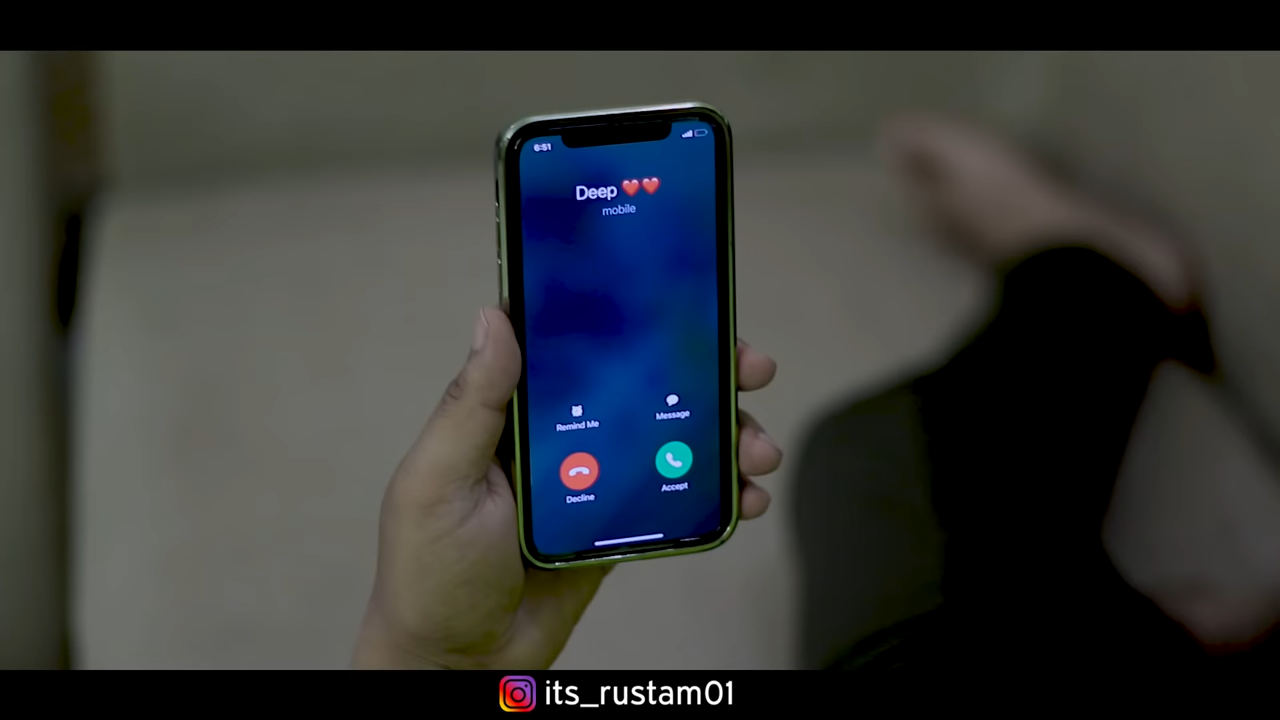 6:51
Deep ❤️❤️
mobile
Remind Me
Message
Decline
Accept
its_rustam01